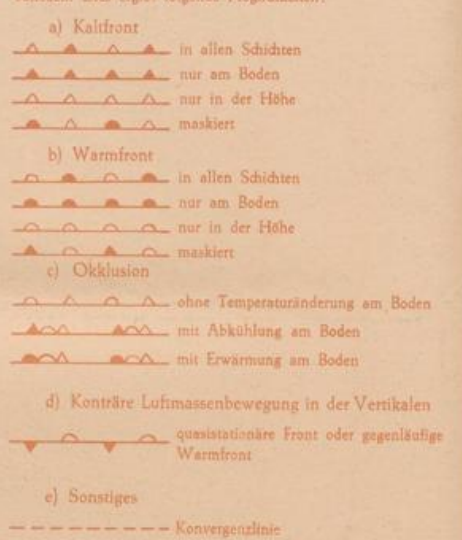 a) Kaltfront
in allen Schichten
nur am Boden
nur in der Höhe
maskiert
b) Warmfront
in allen Schichten
nur am Boden
nur in der Höhe
maskiert
c) Okklusion
ohne Temperaturänderung am Boden
mit Abkühlung am Boden
mit Erwärmung am Boden
d) Konträre Luftmassenbewegung in der Vertikalen
quasistationäre Front oder gegenläufige
Warmfront
e) Sonstiges
Konvergenzlinie